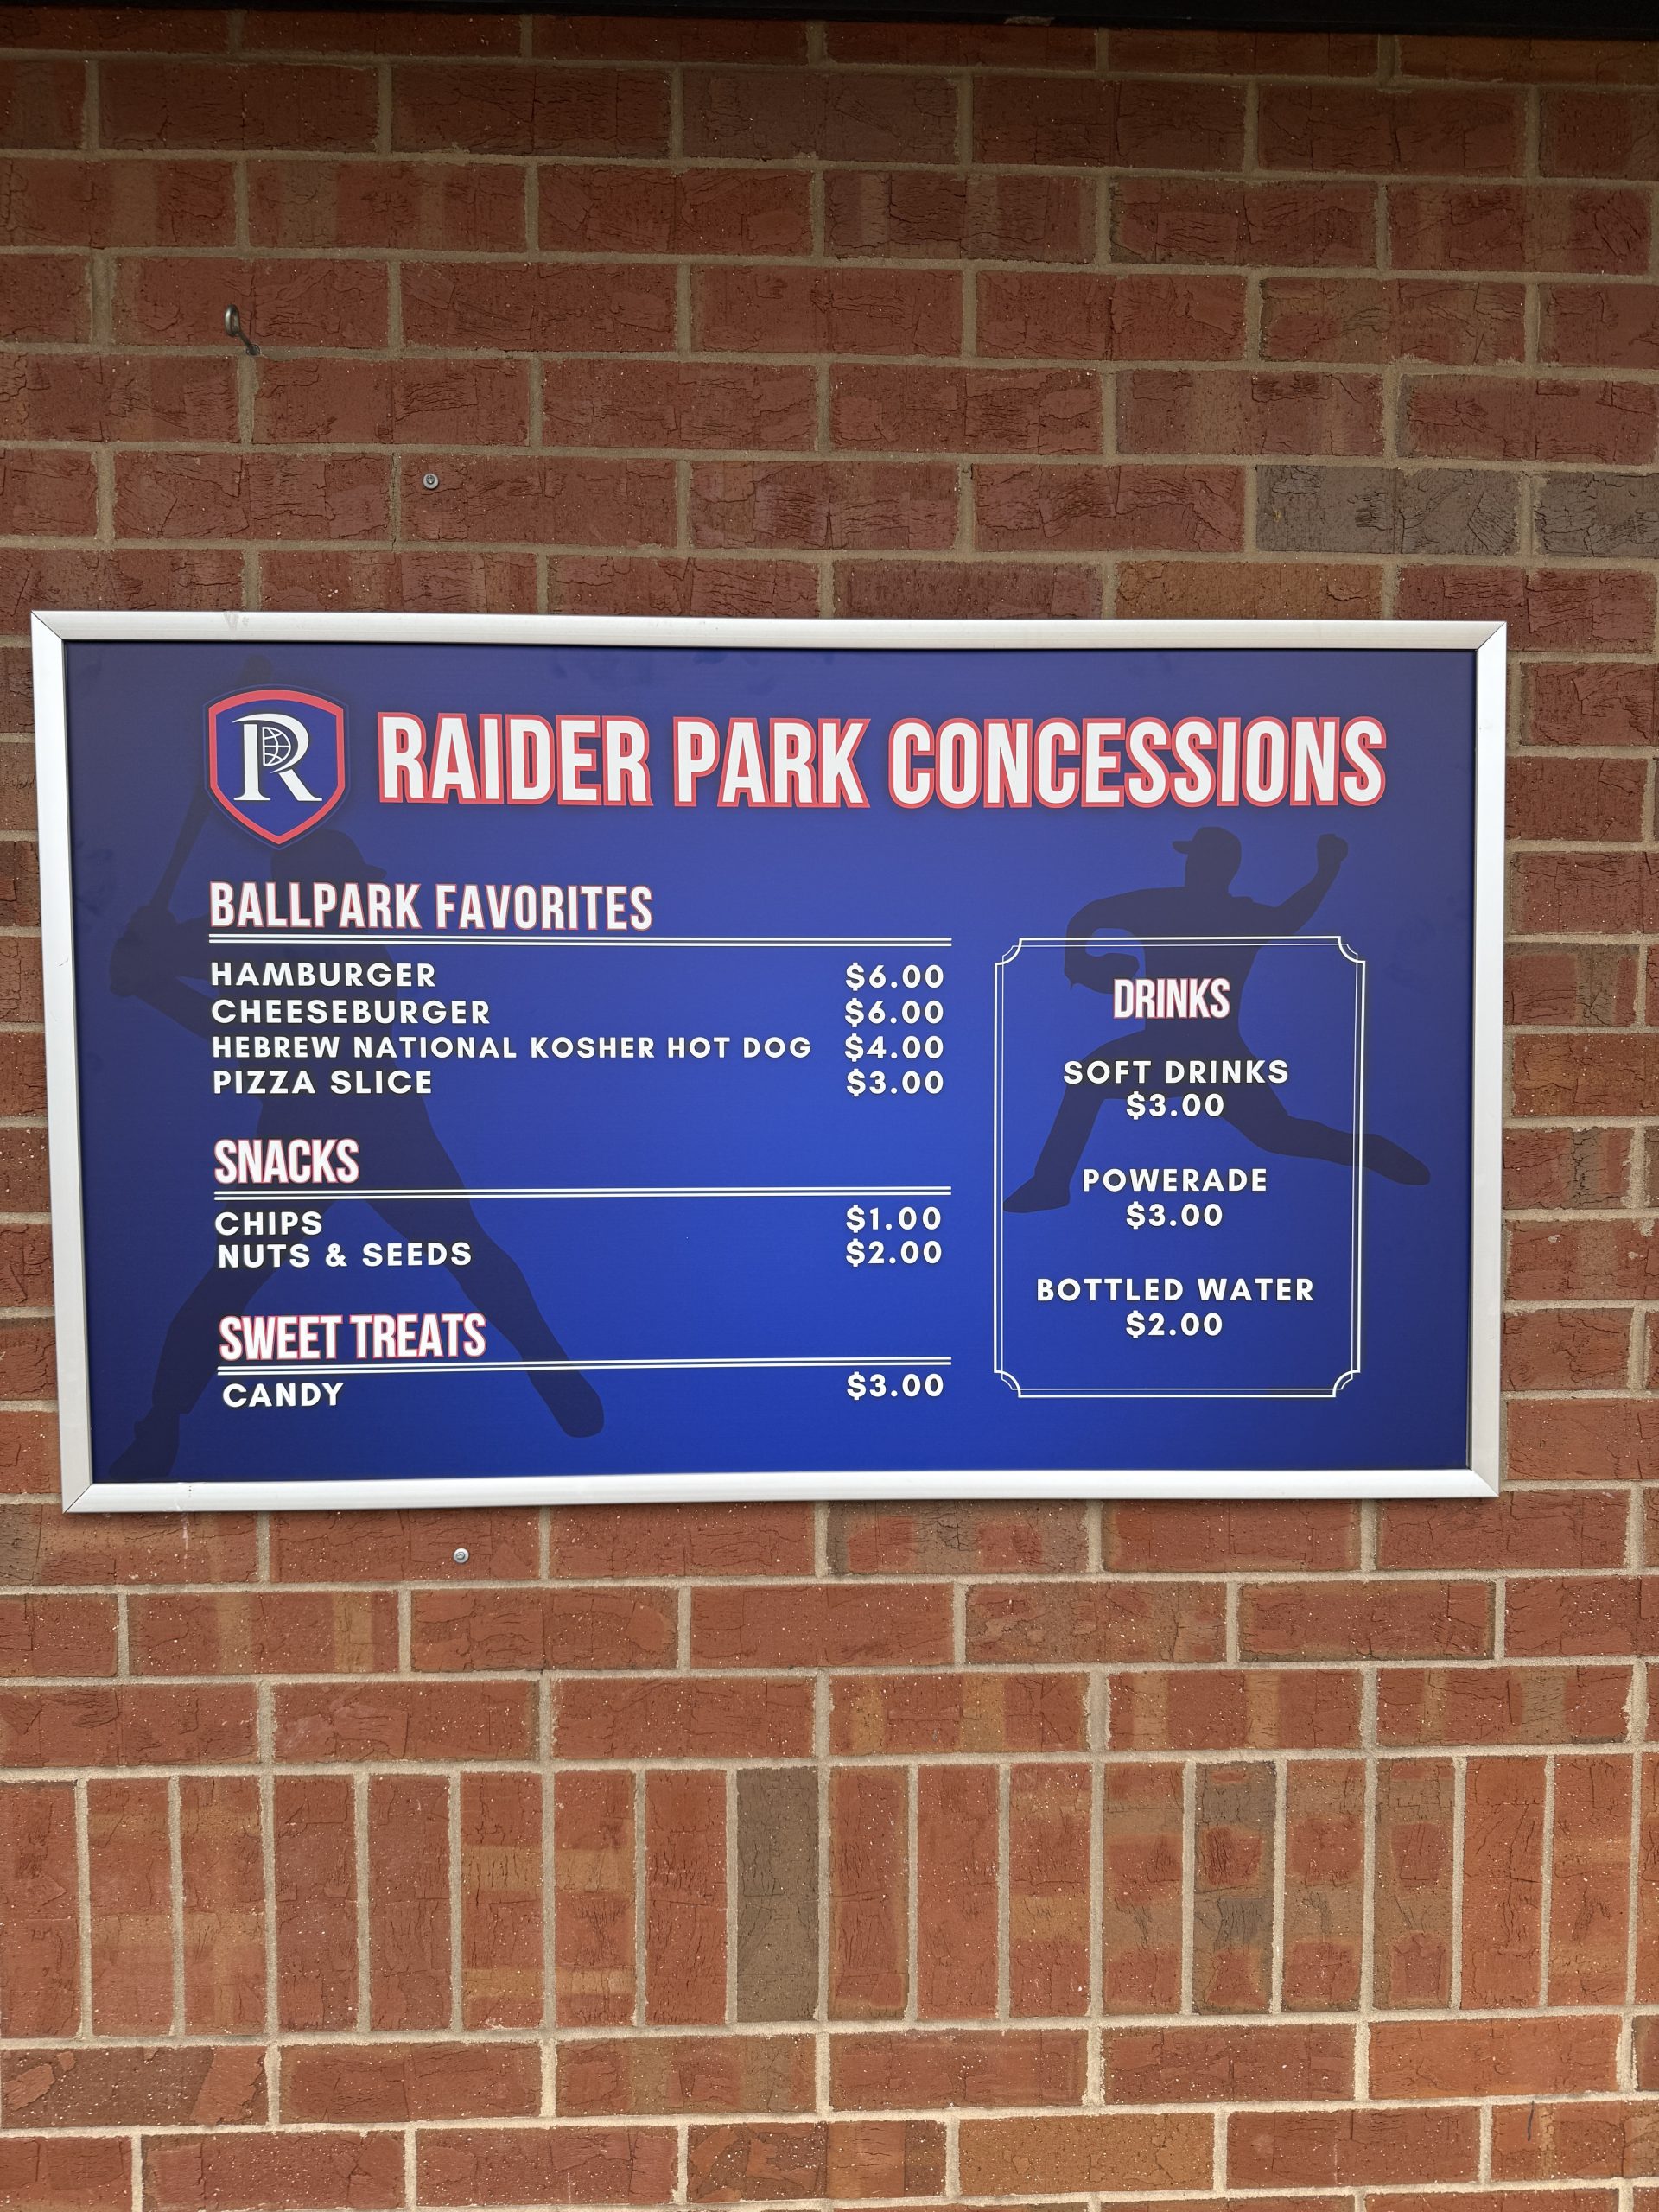 R
RAIDER PARK CONCESSIONS
BALLPARK FAVORITES
HAMBURGER $6.00
CHEESEBURGER $6.00
HEBREW NATIONAL KOSHER HOT DOG $4.00
PIZZA SLICE $3.00
SNACKS
CHIPS $1.00
NUTS & SEEDS $2.00
SWEET TREATS
CANDY $3.00
DRINKS
SOFT DRINKS
$3.00
POWERADE
$3.00
BOTTLED WATER
$2.00